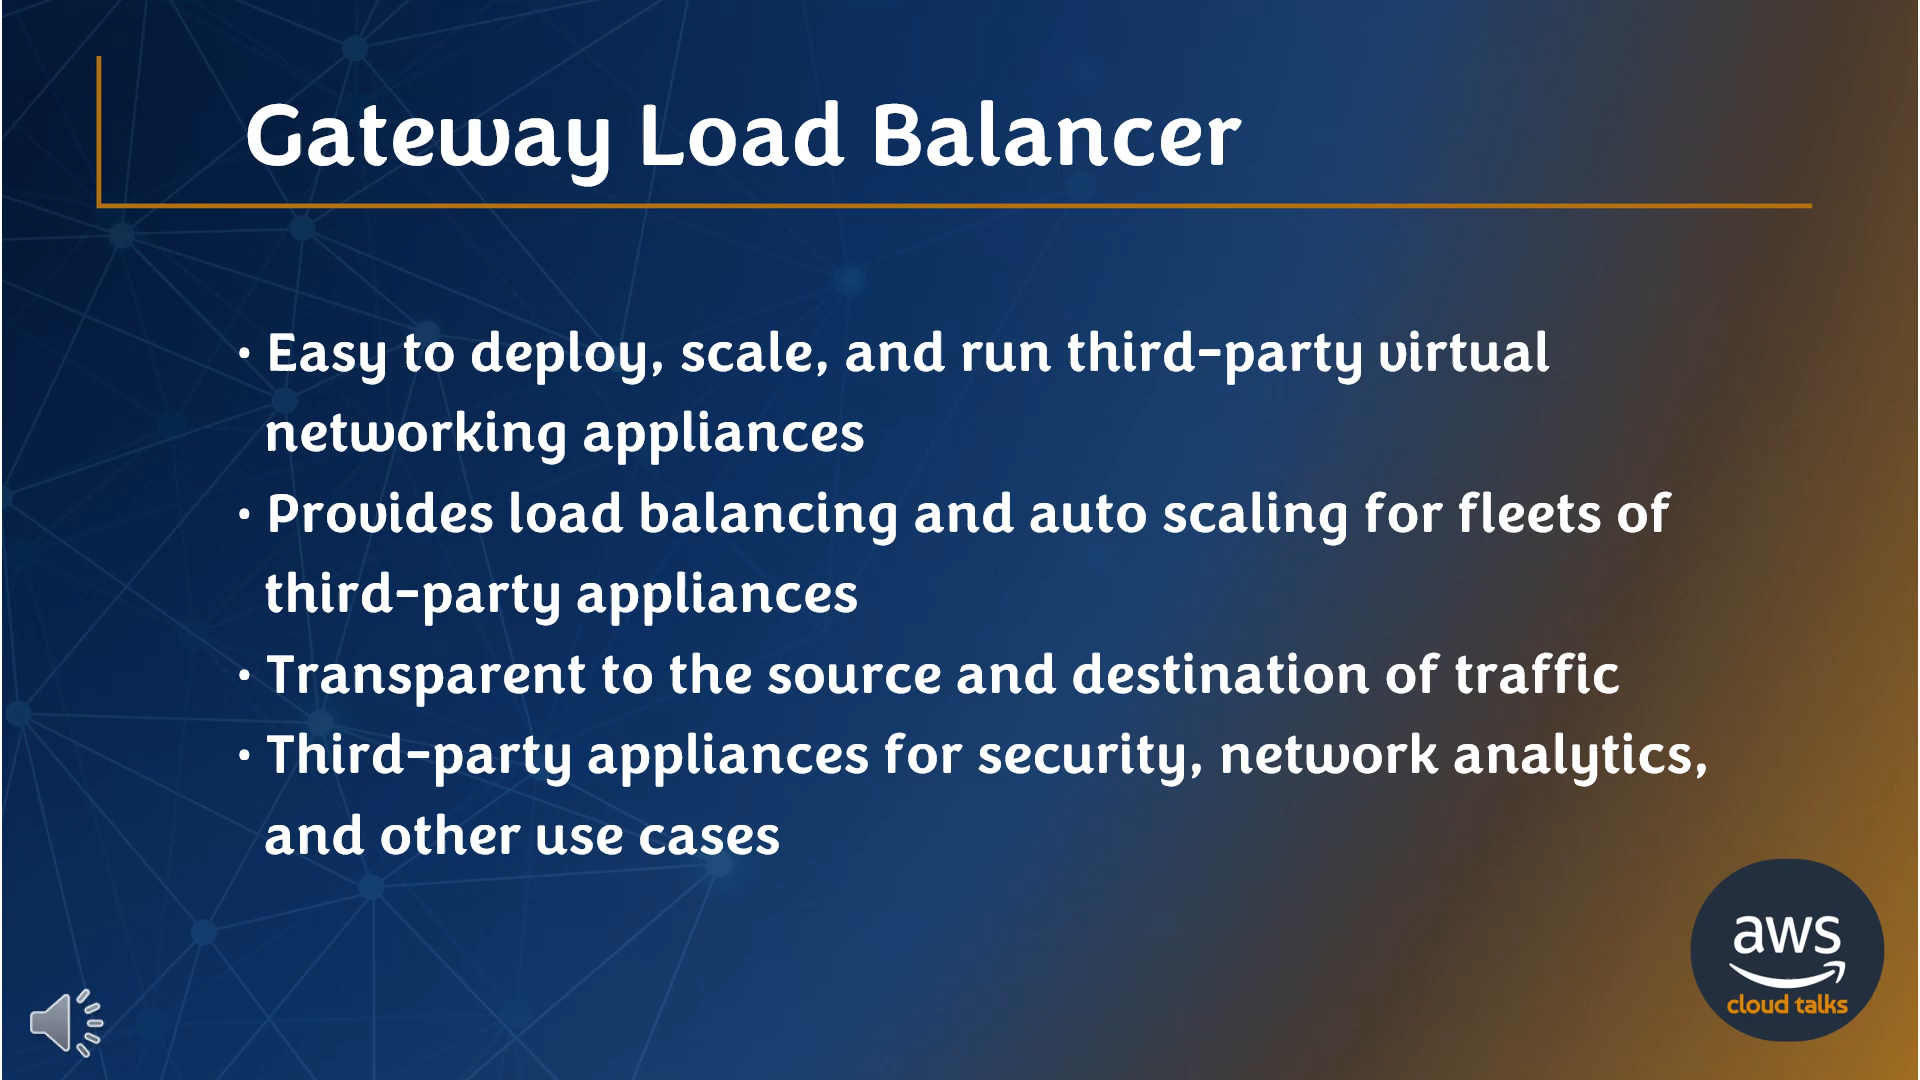 Gateway Load Balancer
• Easy to deploy, scale, and run third-party virtual
networking appliances
• Provides load balancing and auto scaling for fleets of
third-party appliances
• Transparent to the source and destination of traffic
• Third-party appliances for security, network analytics,
and other use cases
aws
cloud talks